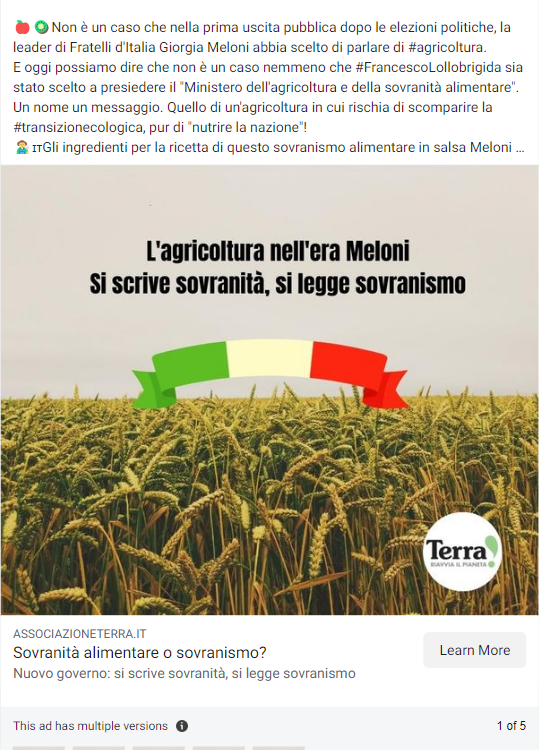 🍎 🥝 Non è un caso che nella prima uscita pubblica dopo le elezioni politiche, la
leader di Fratelli d'Italia Giorgia Meloni abbia scelto di parlare di #agricoltura.
E oggi possiamo dire che non è un caso nemmeno che #FrancescoLollobrigida sia
stato scelto a presiedere il "Ministero dell'agricoltura e della sovranità alimentare".
Un nome un messaggio. Quello di un'agricoltura in cui rischia di scomparire la
#transizionecologica, pur di "nutrire la nazione"!
🧑‍🌾 ITGli ingredienti per la ricetta di questo sovranismo alimentare in salsa Meloni ...
L'agricoltura nell'era Meloni
Si scrive sovranità, si legge sovranismo
Terra!
RIAVVIA IL PIANETA
ASSOCIAZIONETERRA.IT
Sovranità alimentare o sovranismo?
Nuovo governo: si scrive sovranità, si legge sovranismo
Learn More
This ad has multiple versions
1 of 5